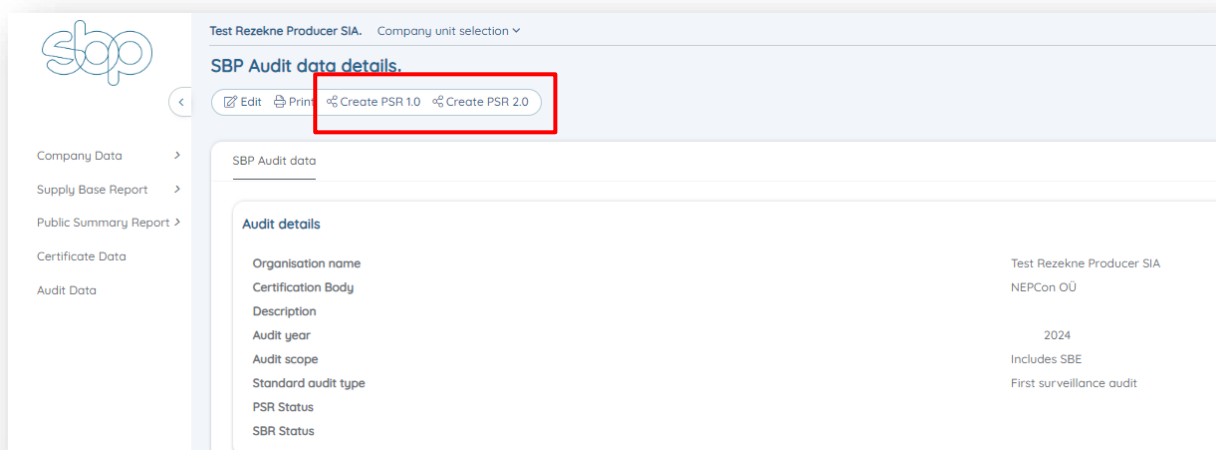 sbp
Test Rezekne Producer SIA. Company unit selection
SBP Audit data details.
Edit Print Create PSR 1.0 Create PSR 2.0
Company Data
Supply Base Report
Public Summary Report
Certificate Data
Audit Data
SBP Audit data
Audit details
Organisation name Test Rezekne Producer SIA
Certification Body NEPCon OÜ
Description
Audit year 2024
Audit scope Includes SBE
Standard audit type First surveillance audit
PSR Status
SBR Status